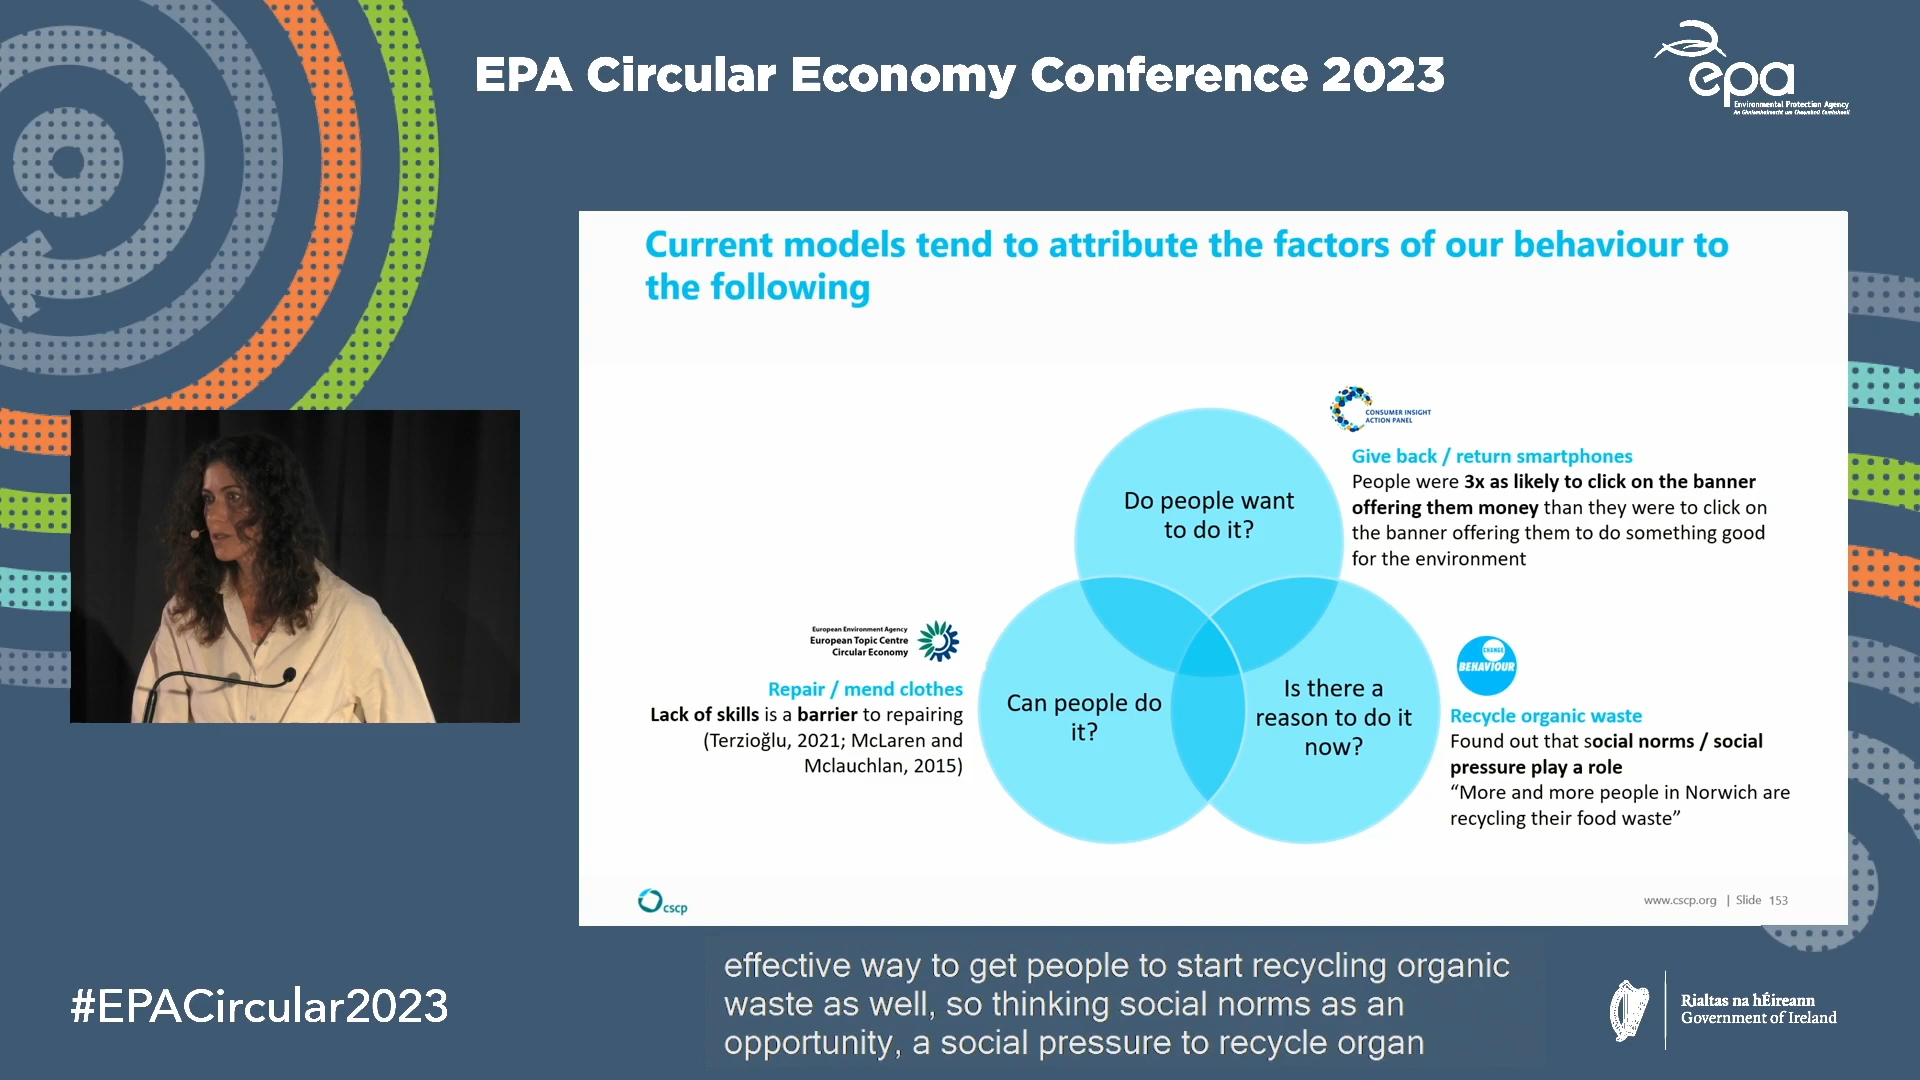 EPA Circular Economy Conference 2023
epa
Environmental Protection Agency
An Ghníomhaireacht um Chaomhnú Comhshaoil
Current models tend to attribute the factors of our behaviour to
the following
CONSUMER INSIGHT
ACTION PANEL
Give back / return smartphones
People were 3x as likely to click on the banner
offering them money than they were to click on
the banner offering them to do something good
for the environment
Do people want
to do it?
European Environment Agency
European Topic Centre
Circular Economy
Repair / mend clothes
Lack of skills is a barrier to repairing
(Terzioğlu, 2021; McLaren and
Mclauchlan, 2015)
Can people do
it?
Is there a
reason to do it
now?
CHANGE
BEHAVIOUR
Recycle organic waste
Found out that social norms / social
pressure play a role
“More and more people in Norwich are
recycling their food waste”
cscp
www.cscp.org | Slide 153
effective way to get people to start recycling organic
waste as well, so thinking social norms as an
opportunity, a social pressure to recycle organ
#EPACircular2023
Rialtas na hÉireann
Government of Ireland